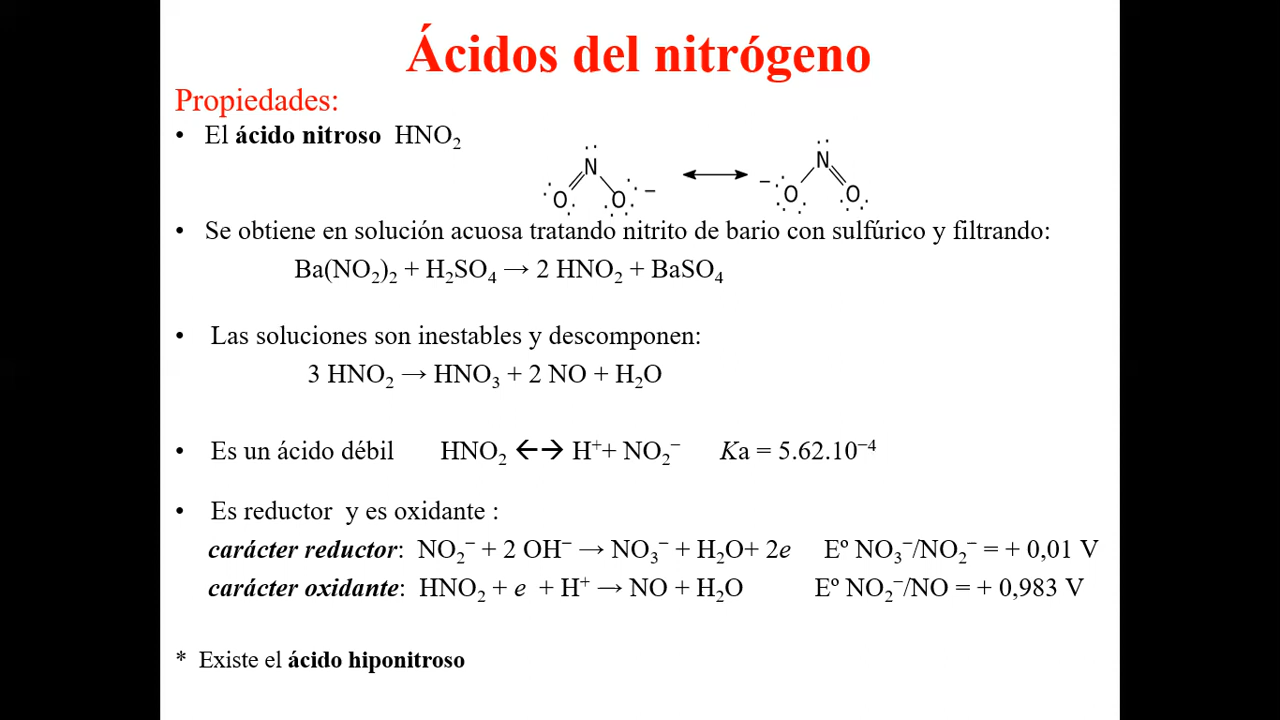 Ácidos del nitrógeno
Propiedades:
• El ácido nitroso HNO₂
N O O − ↔ − O N O
• Se obtiene en solución acuosa tratando nitrito de bario con sulfúrico y filtrando:
Ba(NO₂)₂ + H₂SO₄ → 2 HNO₂ + BaSO₄
• Las soluciones son inestables y descomponen:
3 HNO₂ → HNO₃ + 2 NO + H₂O
• Es un ácido débil HNO₂ ←→ H⁺+ NO₂⁻ Ka = 5.62.10⁻⁴
• Es reductor y es oxidante :
carácter reductor: NO₂⁻ + 2 OH⁻ → NO₃⁻ + H₂O+ 2e Eº NO₃⁻/NO₂⁻ = + 0,01 V
carácter oxidante: HNO₂ + e + H⁺ → NO + H₂O Eº NO₂⁻/NO = + 0,983 V
* Existe el ácido hiponitroso